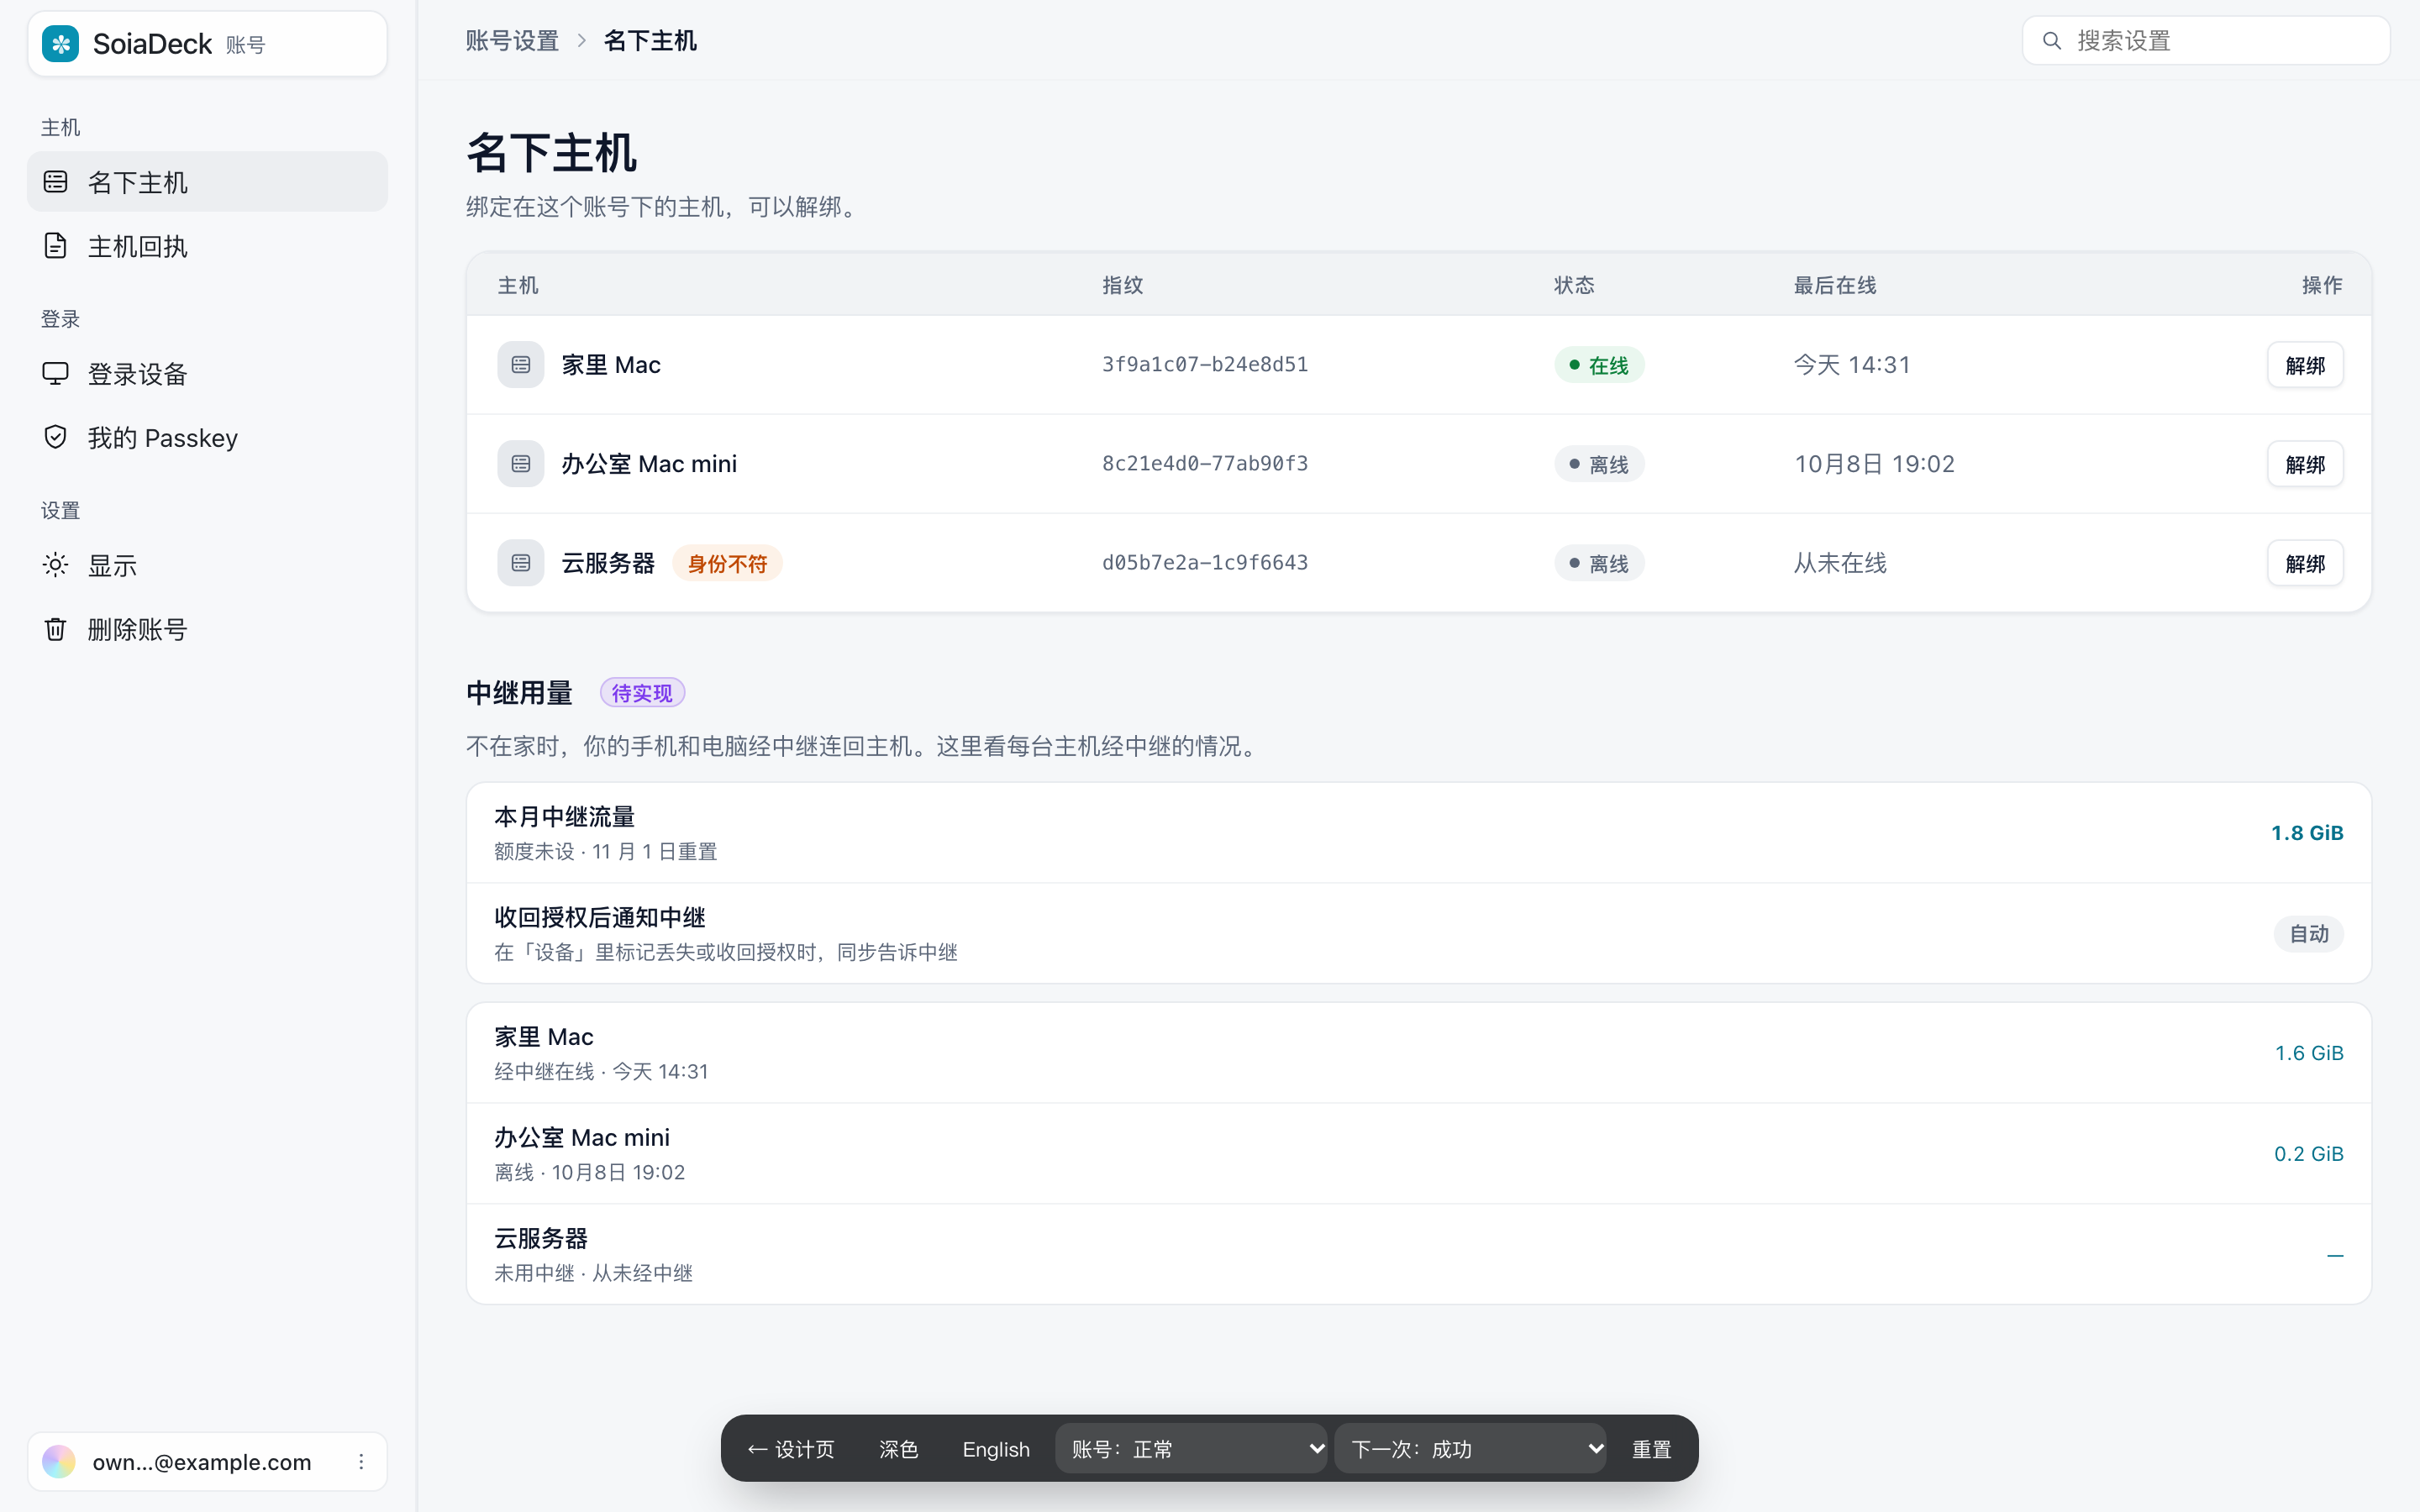 SoiaDeck 账号
主机
名下主机
主机回执
登录
登录设备
我的 Passkey
设置
显示
删除账号
own...@example.com
账号设置 > 名下主机
搜索设置
名下主机
绑定在这个账号下的主机，可以解绑。
主机 指纹 状态 最后在线 操作
家里 Mac 3f9a1c07-b24e8d51 在线 今天 14:31 解绑
办公室 Mac mini 8c21e4d0-77ab90f3 离线 10月8日 19:02 解绑
云服务器 身份不符 d05b7e2a-1c9f6643 离线 从未在线 解绑
中继用量 待实现
不在家时，你的手机和电脑经中继连回主机。这里看每台主机经中继的情况。
本月中继流量
额度未设 · 11 月 1 日重置
1.8 GiB
收回授权后通知中继
在「设备」里标记丢失或收回授权时，同步告诉中继
自动
家里 Mac
经中继在线 · 今天 14:31
1.6 GiB
办公室 Mac mini
离线 · 10月8日 19:02
0.2 GiB
云服务器
未用中继 · 从未经中继
—
← 设计页 深色 English 账号：正常 下一次：成功 重置